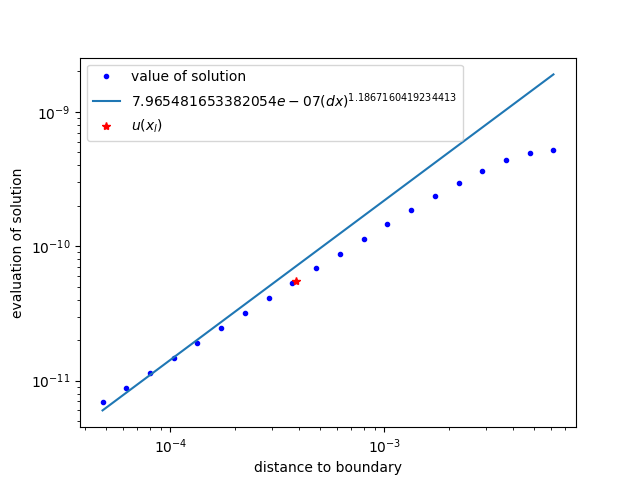 value of solution
7.965481653382054e − 07(dx)^1.1867160419234413
u(x_l)
10^−9
10^−10
10^−11
evaluation of solution
10^−4
10^−3
distance to boundary